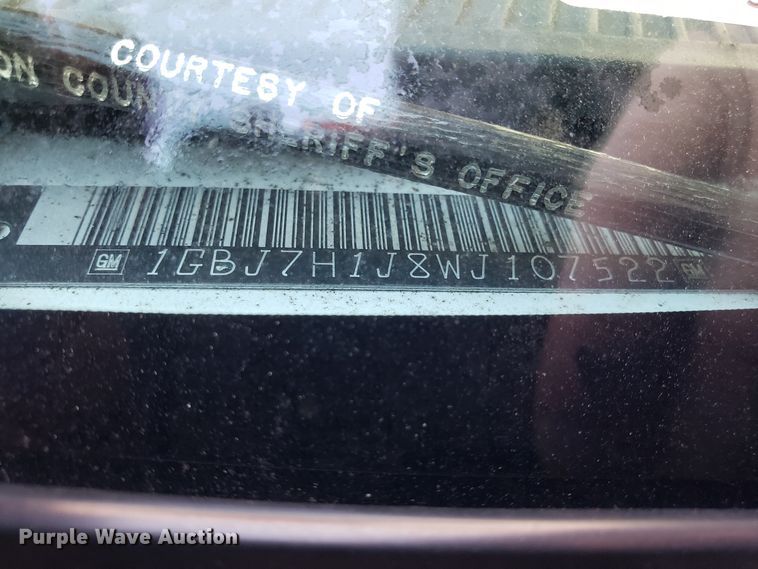 COURTESY OF
ON COUN SHERIFF'S OFFICE
GM 1GBJ7H1J8WJ107522 GM
Purple Wave Auction